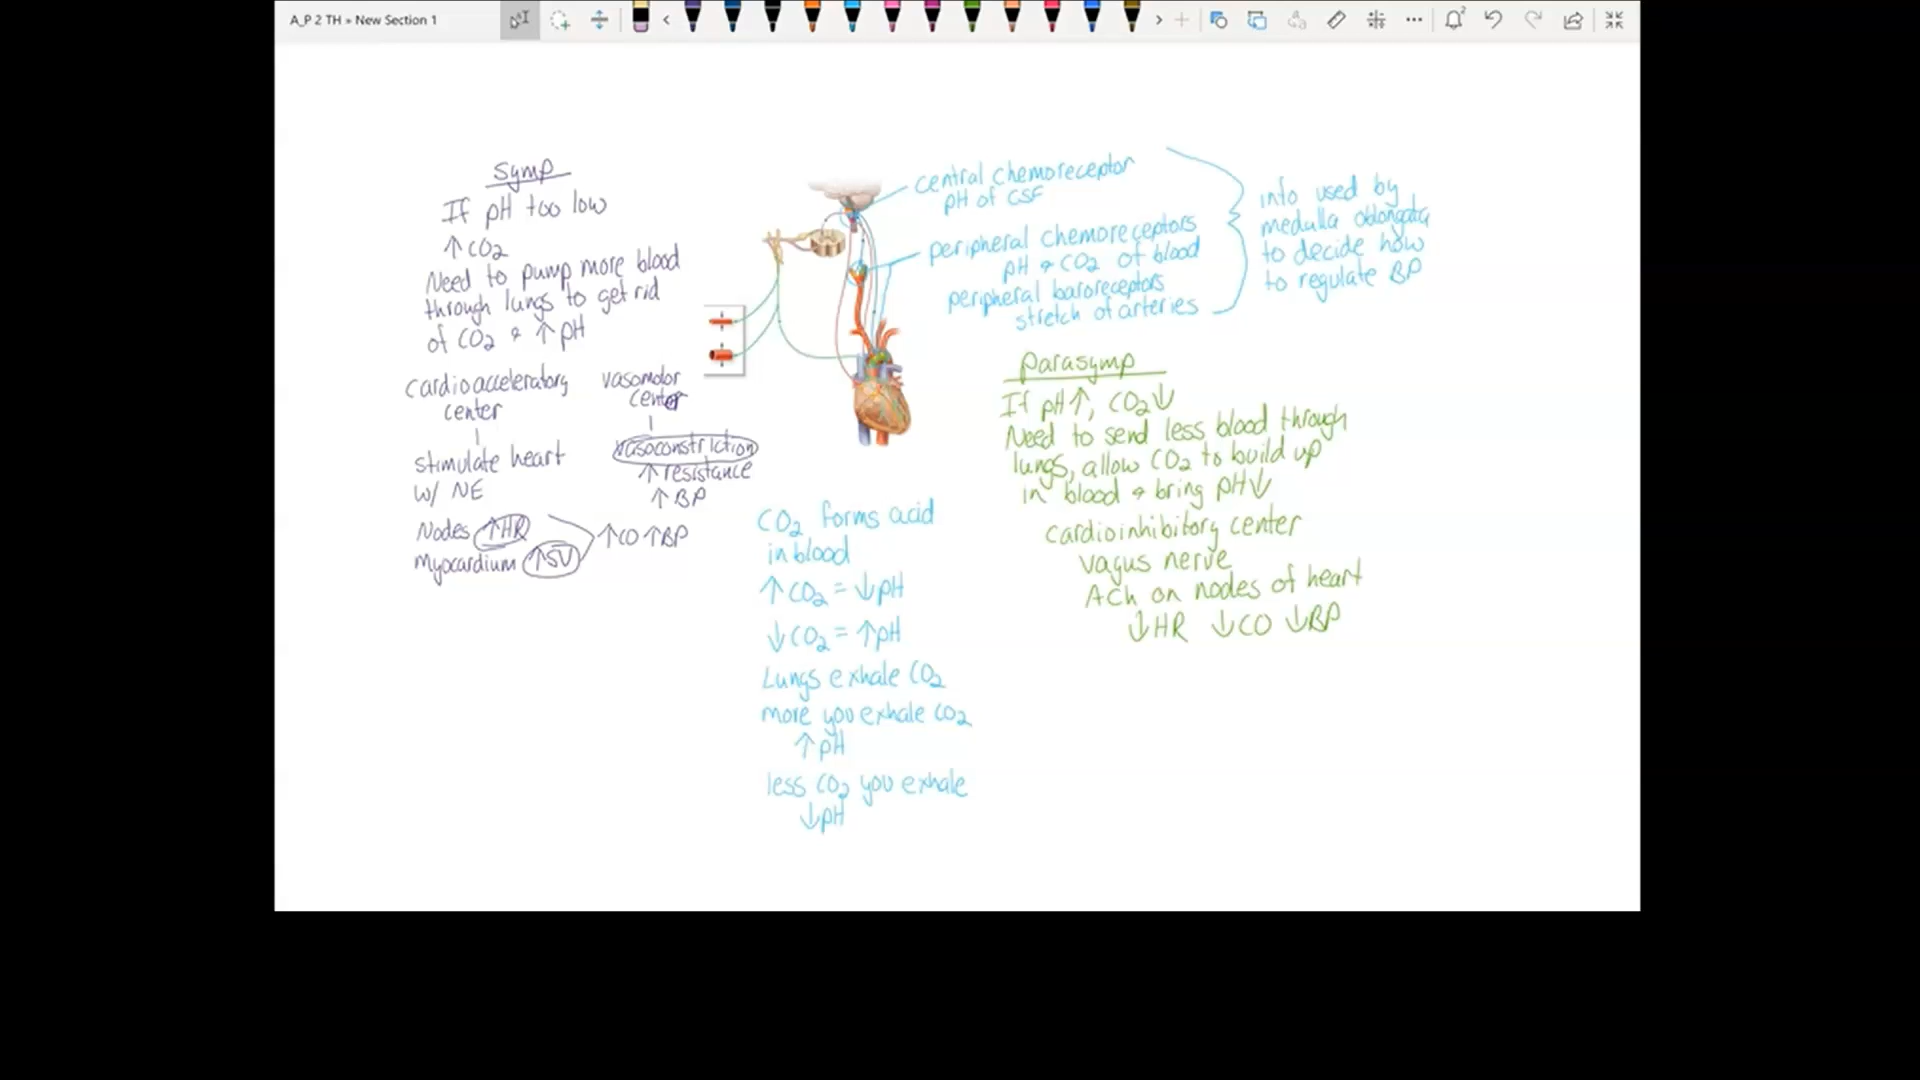 A_P 2 TH » New Section 1
Symp
If pH too low
↑CO2
Need to pump more blood
through lungs to get rid
of CO2 & ↑ pH
cardioacceleratory
center
stimulate heart
w/ NE
Nodes ↑HR
Myocardium ↑SV
↑CO ↑BP
vasomotor
center
vasoconstriction
↑ resistance
↑ BP
central chemoreceptor
pH of CSF
peripheral chemoreceptors
pH & CO2 of blood
peripheral baroreceptors
stretch of arteries
info used by
medulla oblongata
to decide how
to regulate BP
Parasymp
If pH↑, CO2↓
Need to send less blood through
lungs, allow CO2 to build up
in blood & bring pH↓
cardioinhibitory center
vagus nerve
ACh on nodes of heart
↓HR ↓CO ↓BP
CO2 forms acid
in blood
↑CO2 = ↓pH
↓CO2 = ↑pH
Lungs exhale CO2
more you exhale CO2
↑pH
less CO2 you exhale
↓pH